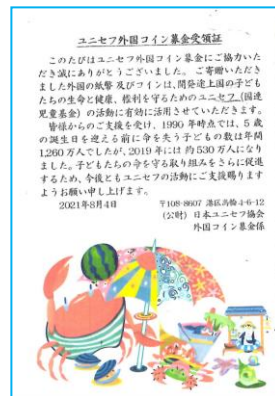 ユニセフ外国コイン募金受領証
このたびはユニセフ外国コイン募金にご協力いた
だき誠にありがとうございました。ご寄贈いただき
ました外国の紙幣及びコインは、開発途上国の子ども
たちの生命と健康、権利を守るためのユニセフ(国連
児童基金)の活動に有効に活用させていただきます。
皆様からのご支援を受け、1990年時点では、5歳
の誕生日を迎える前に命を失う子どもの数は年間
1,260万人でしたが、2019年には約530万人になり
ました。子どもたちの命を守る取り組みをさらに促進
するため、今後ともユニセフの活動にご支援賜ります
ようお願い申し上げます。
2021年8月4日 〒108-8607 港区高輪4-6-12
(公財) 日本ユニセフ協会
外国コイン募金係